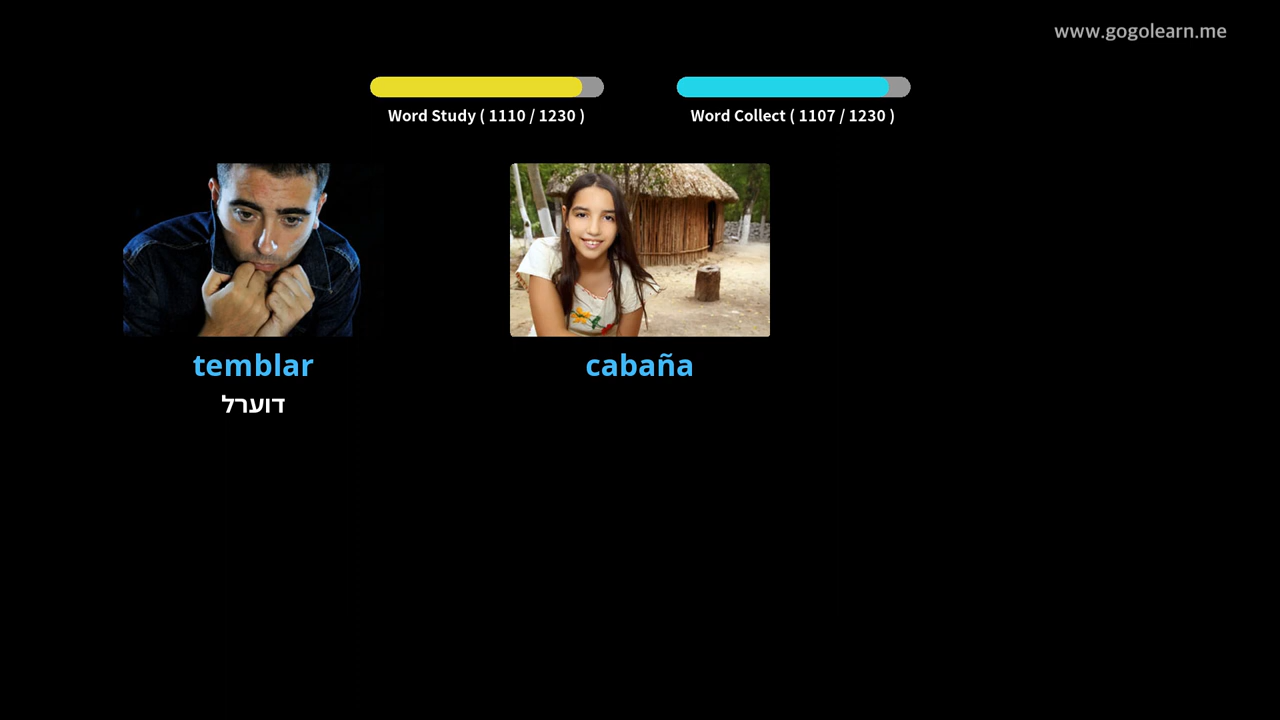 www.gogolearn.me
Word Study ( 1110 / 1230 )
Word Collect ( 1107 / 1230 )
temblar
cabaña
דוערל